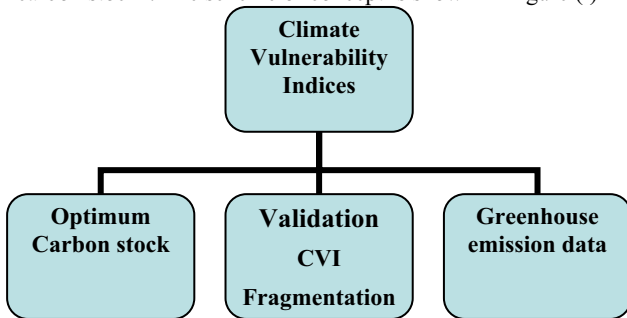 Climate
Vulnerability
Indices
Optimum
Carbon stock
Validation
CVI
Fragmentation
Greenhouse
emission data